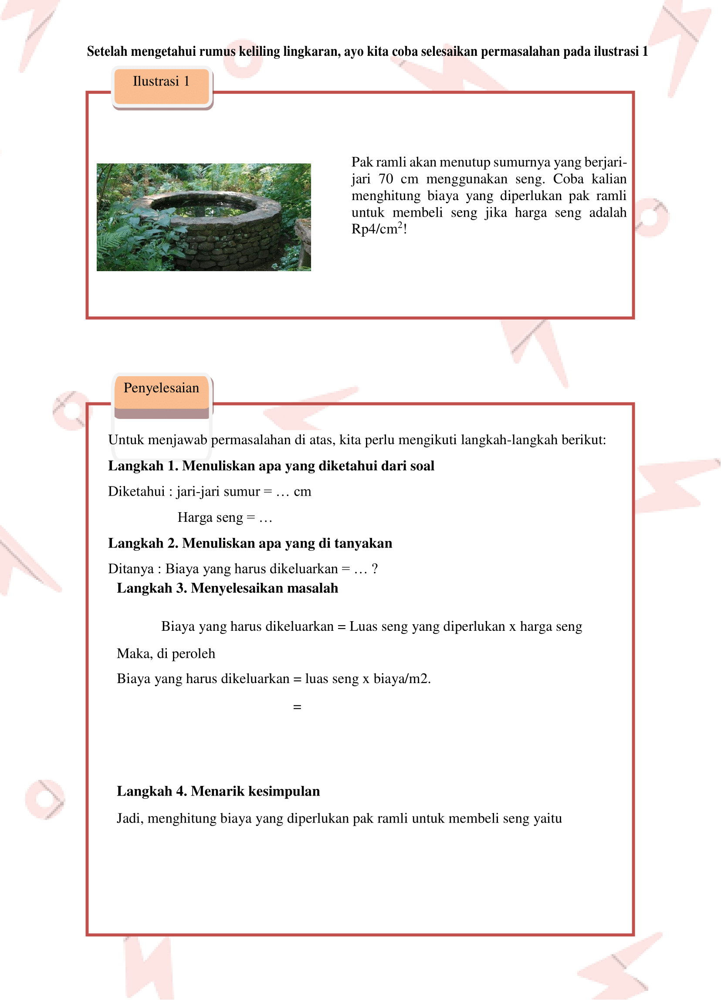 Setelah mengetahui rumus keliling lingkaran, ayo kita coba selesaikan permasalahan pada ilustrasi 1
Ilustrasi 1
Pak ramli akan menutup sumurnya yang berjari-
jari 70 cm menggunakan seng. Coba kalian
menghitung biaya yang diperlukan pak ramli
untuk membeli seng jika harga seng adalah
Rp4/cm²!
Penyelesaian
Untuk menjawab permasalahan di atas, kita perlu mengikuti langkah-langkah berikut:
Langkah 1. Menuliskan apa yang diketahui dari soal
Diketahui : jari-jari sumur = … cm
Harga seng = …
Langkah 2. Menuliskan apa yang di tanyakan
Ditanya : Biaya yang harus dikeluarkan = … ?
Langkah 3. Menyelesaikan masalah
Biaya yang harus dikeluarkan = Luas seng yang diperlukan x harga seng
Maka, di peroleh
Biaya yang harus dikeluarkan = luas seng x biaya/m2.
=
Langkah 4. Menarik kesimpulan
Jadi, menghitung biaya yang diperlukan pak ramli untuk membeli seng yaitu